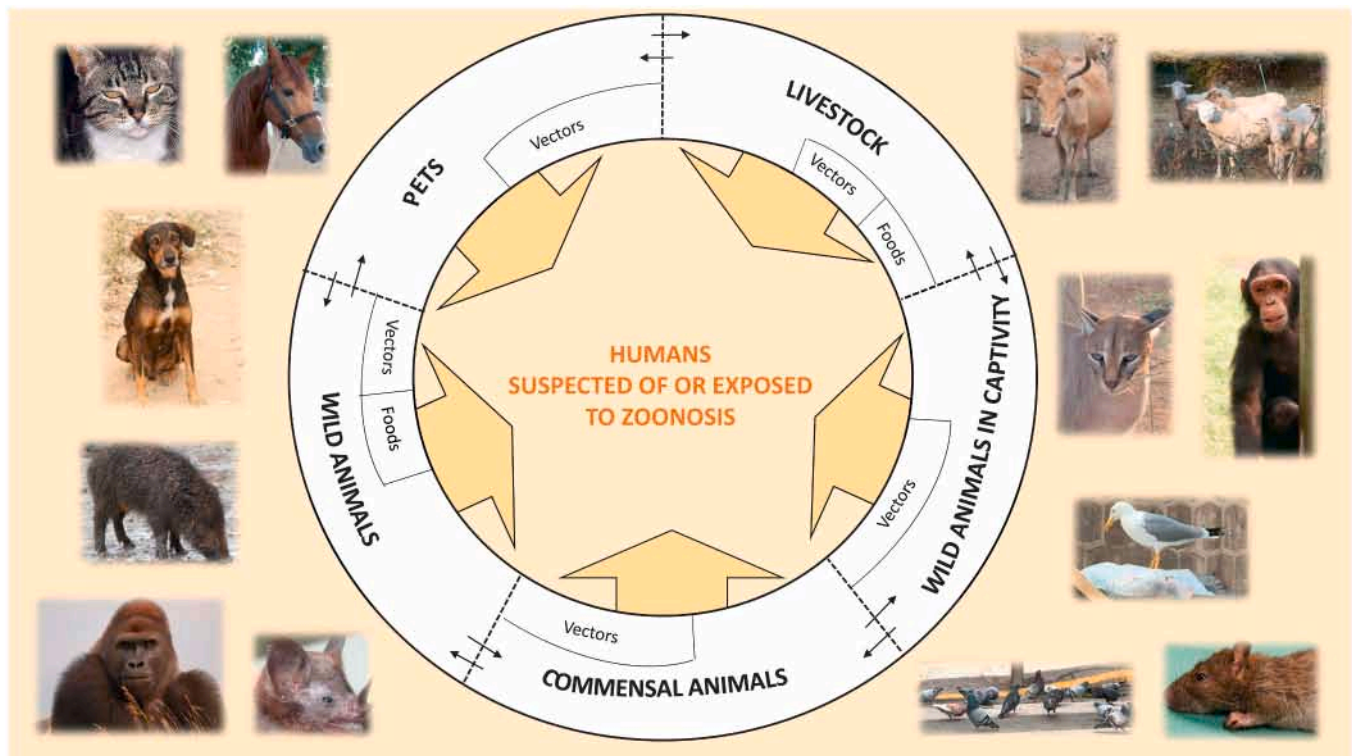 LIVESTOCK
Vectors
Foods
WILD ANIMALS IN CAPTIVITY
Vectors
COMMENSAL ANIMALS
Vectors
WILD ANIMALS
Vectors
Foods
PETS
Vectors
HUMANS
SUSPECTED OF OR EXPOSED
TO ZOONOSIS